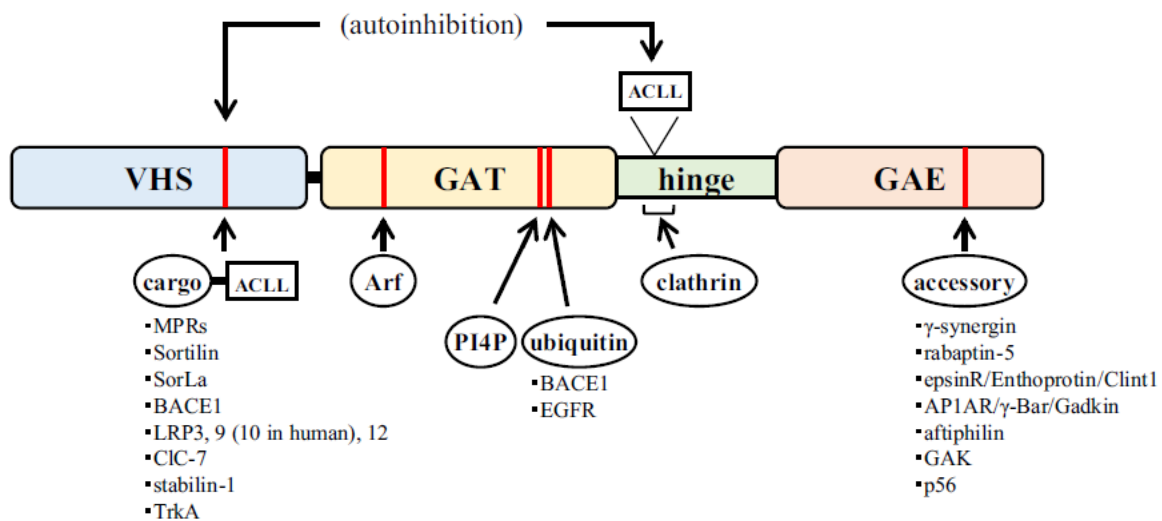 (autoinhibition)
ACLL
VHS
GAT
hinge
GAE
cargo
ACLL
Arf
PI4P
ubiquitin
clathrin
accessory
▪MPRs
▪Sortilin
▪SorLa
▪BACE1
▪LRP3, 9 (10 in human), 12
▪ClC-7
▪stabilin-1
▪TrkA
▪BACE1
▪EGFR
▪γ-synergin
▪rabaptin-5
▪epsinR/Enthoprotin/Clint1
▪AP1AR/γ-Bar/Gadkin
▪aftiphilin
▪GAK
▪p56